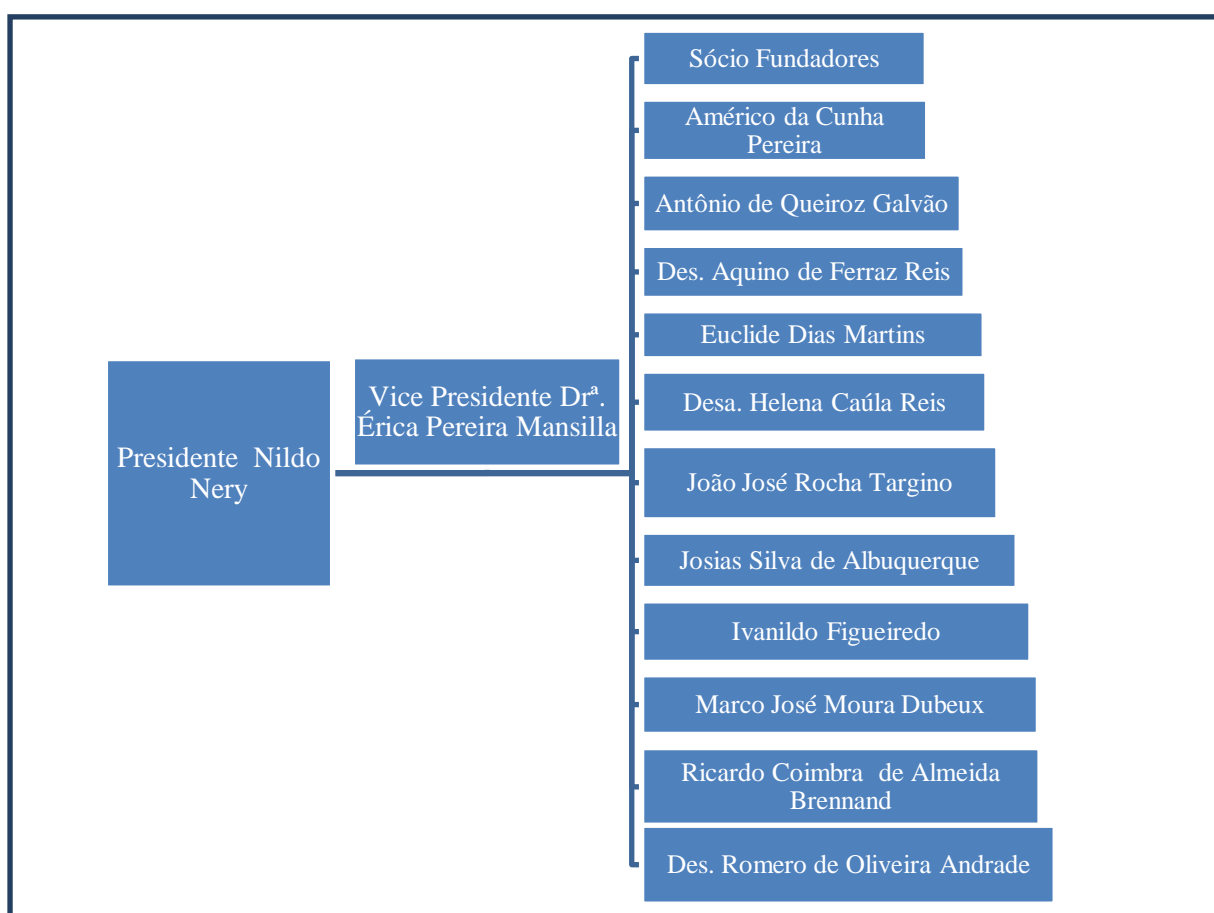 Presidente Nildo
Nery
Vice Presidente Drª.
Érica Pereira Mansilla
Sócio Fundadores
Américo da Cunha
Pereira
Antônio de Queiroz Galvão
Des. Aquino de Ferraz Reis
Euclide Dias Martins
Desa. Helena Caúla Reis
João José Rocha Targino
Josias Silva de Albuquerque
Ivanildo Figueiredo
Marco José Moura Dubeux
Ricardo Coimbra de Almeida
Brennand
Des. Romero de Oliveira Andrade